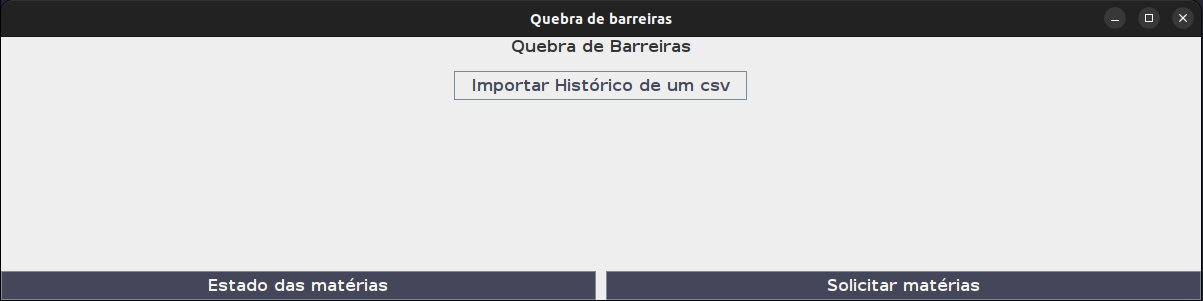 Quebra de barreiras
Quebra de Barreiras
Importar Histórico de um csv
Estado das matérias
Solicitar matérias